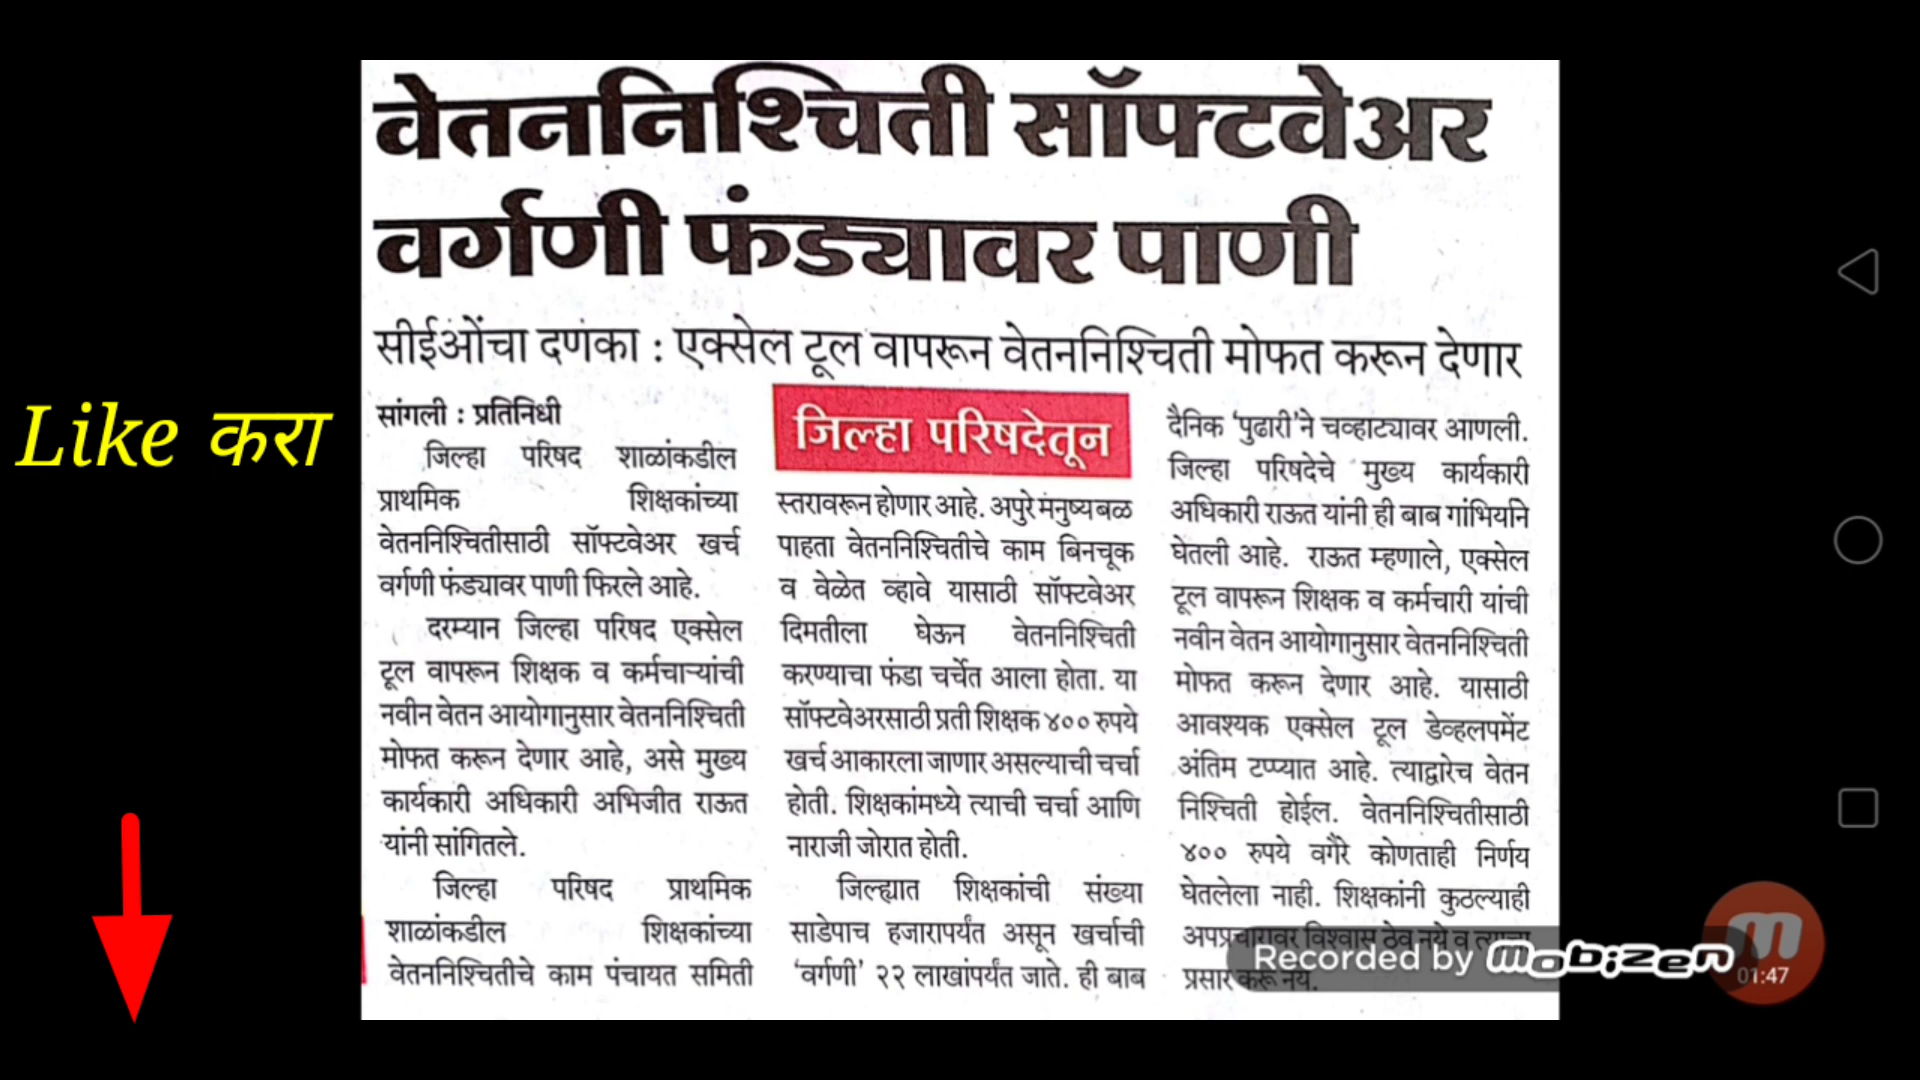 वेतननिश्चिती सॉफ्टवेअर
वर्गणी फंड्यावर पाणी
सीईओंचा दणका : एक्सेल टूल वापरून वेतननिश्चिती मोफत करून देणार
Like करा
सांगली : प्रतिनिधी
जिल्हा परिषद शाळांकडील
प्राथमिक शिक्षकांच्या
वेतननिश्चितीसाठी सॉफ्टवेअर खर्च
वर्गणी फंड्यावर पाणी फिरले आहे.
दरम्यान जिल्हा परिषद एक्सेल
टूल वापरून शिक्षक व कर्मचाऱ्यांची
नवीन वेतन आयोगानुसार वेतननिश्चिती
मोफत करून देणार आहे, असे मुख्य
कार्यकारी अधिकारी अभिजीत राऊत
यांनी सांगितले.
जिल्हा परिषद प्राथमिक
शाळांकडील शिक्षकांच्या
वेतननिश्चितीचे काम पंचायत समिती
जिल्हा परिषदेतून
स्तरावरून होणार आहे. अपुरे मनुष्यबळ
पाहता वेतननिश्चितीचे काम बिनचूक
व वेळेत व्हावे यासाठी सॉफ्टवेअर
दिमतीला घेऊन वेतननिश्चिती
करण्याचा फंडा चर्चेत आला होता. या
सॉफ्टवेअरसाठी प्रती शिक्षक ४०० रुपये
खर्च आकारला जाणार असल्याची चर्चा
होती. शिक्षकांमध्ये त्याची चर्चा आणि
नाराजी जोरात होती.
जिल्ह्यात शिक्षकांची संख्या
साडेपाच हजारापर्यंत असून खर्चाची
'वर्गणी' २२ लाखांपर्यंत जाते. ही बाब
दैनिक 'पुढारी'ने चव्हाट्यावर आणली.
जिल्हा परिषदेचे मुख्य कार्यकारी
अधिकारी राऊत यांनी ही बाब गांभिर्याने
घेतली आहे. राऊत म्हणाले, एक्सेल
टूल वापरून शिक्षक व कर्मचारी यांची
नवीन वेतन आयोगानुसार वेतननिश्चिती
मोफत करून देणार आहे. यासाठी
आवश्यक एक्सेल टूल डेव्हलपमेंट
अंतिम टप्प्यात आहे. त्याद्वारेच वेतन
निश्चिती होईल. वेतननिश्चितीसाठी
४०० रुपये वगैरे कोणताही निर्णय
घेतलेला नाही. शिक्षकांनी कुठल्याही
अपप्रचारावर विश्वास ठेवू नये व त्याचा
प्रसार करू नये.
Recorded by mobizen
01:47